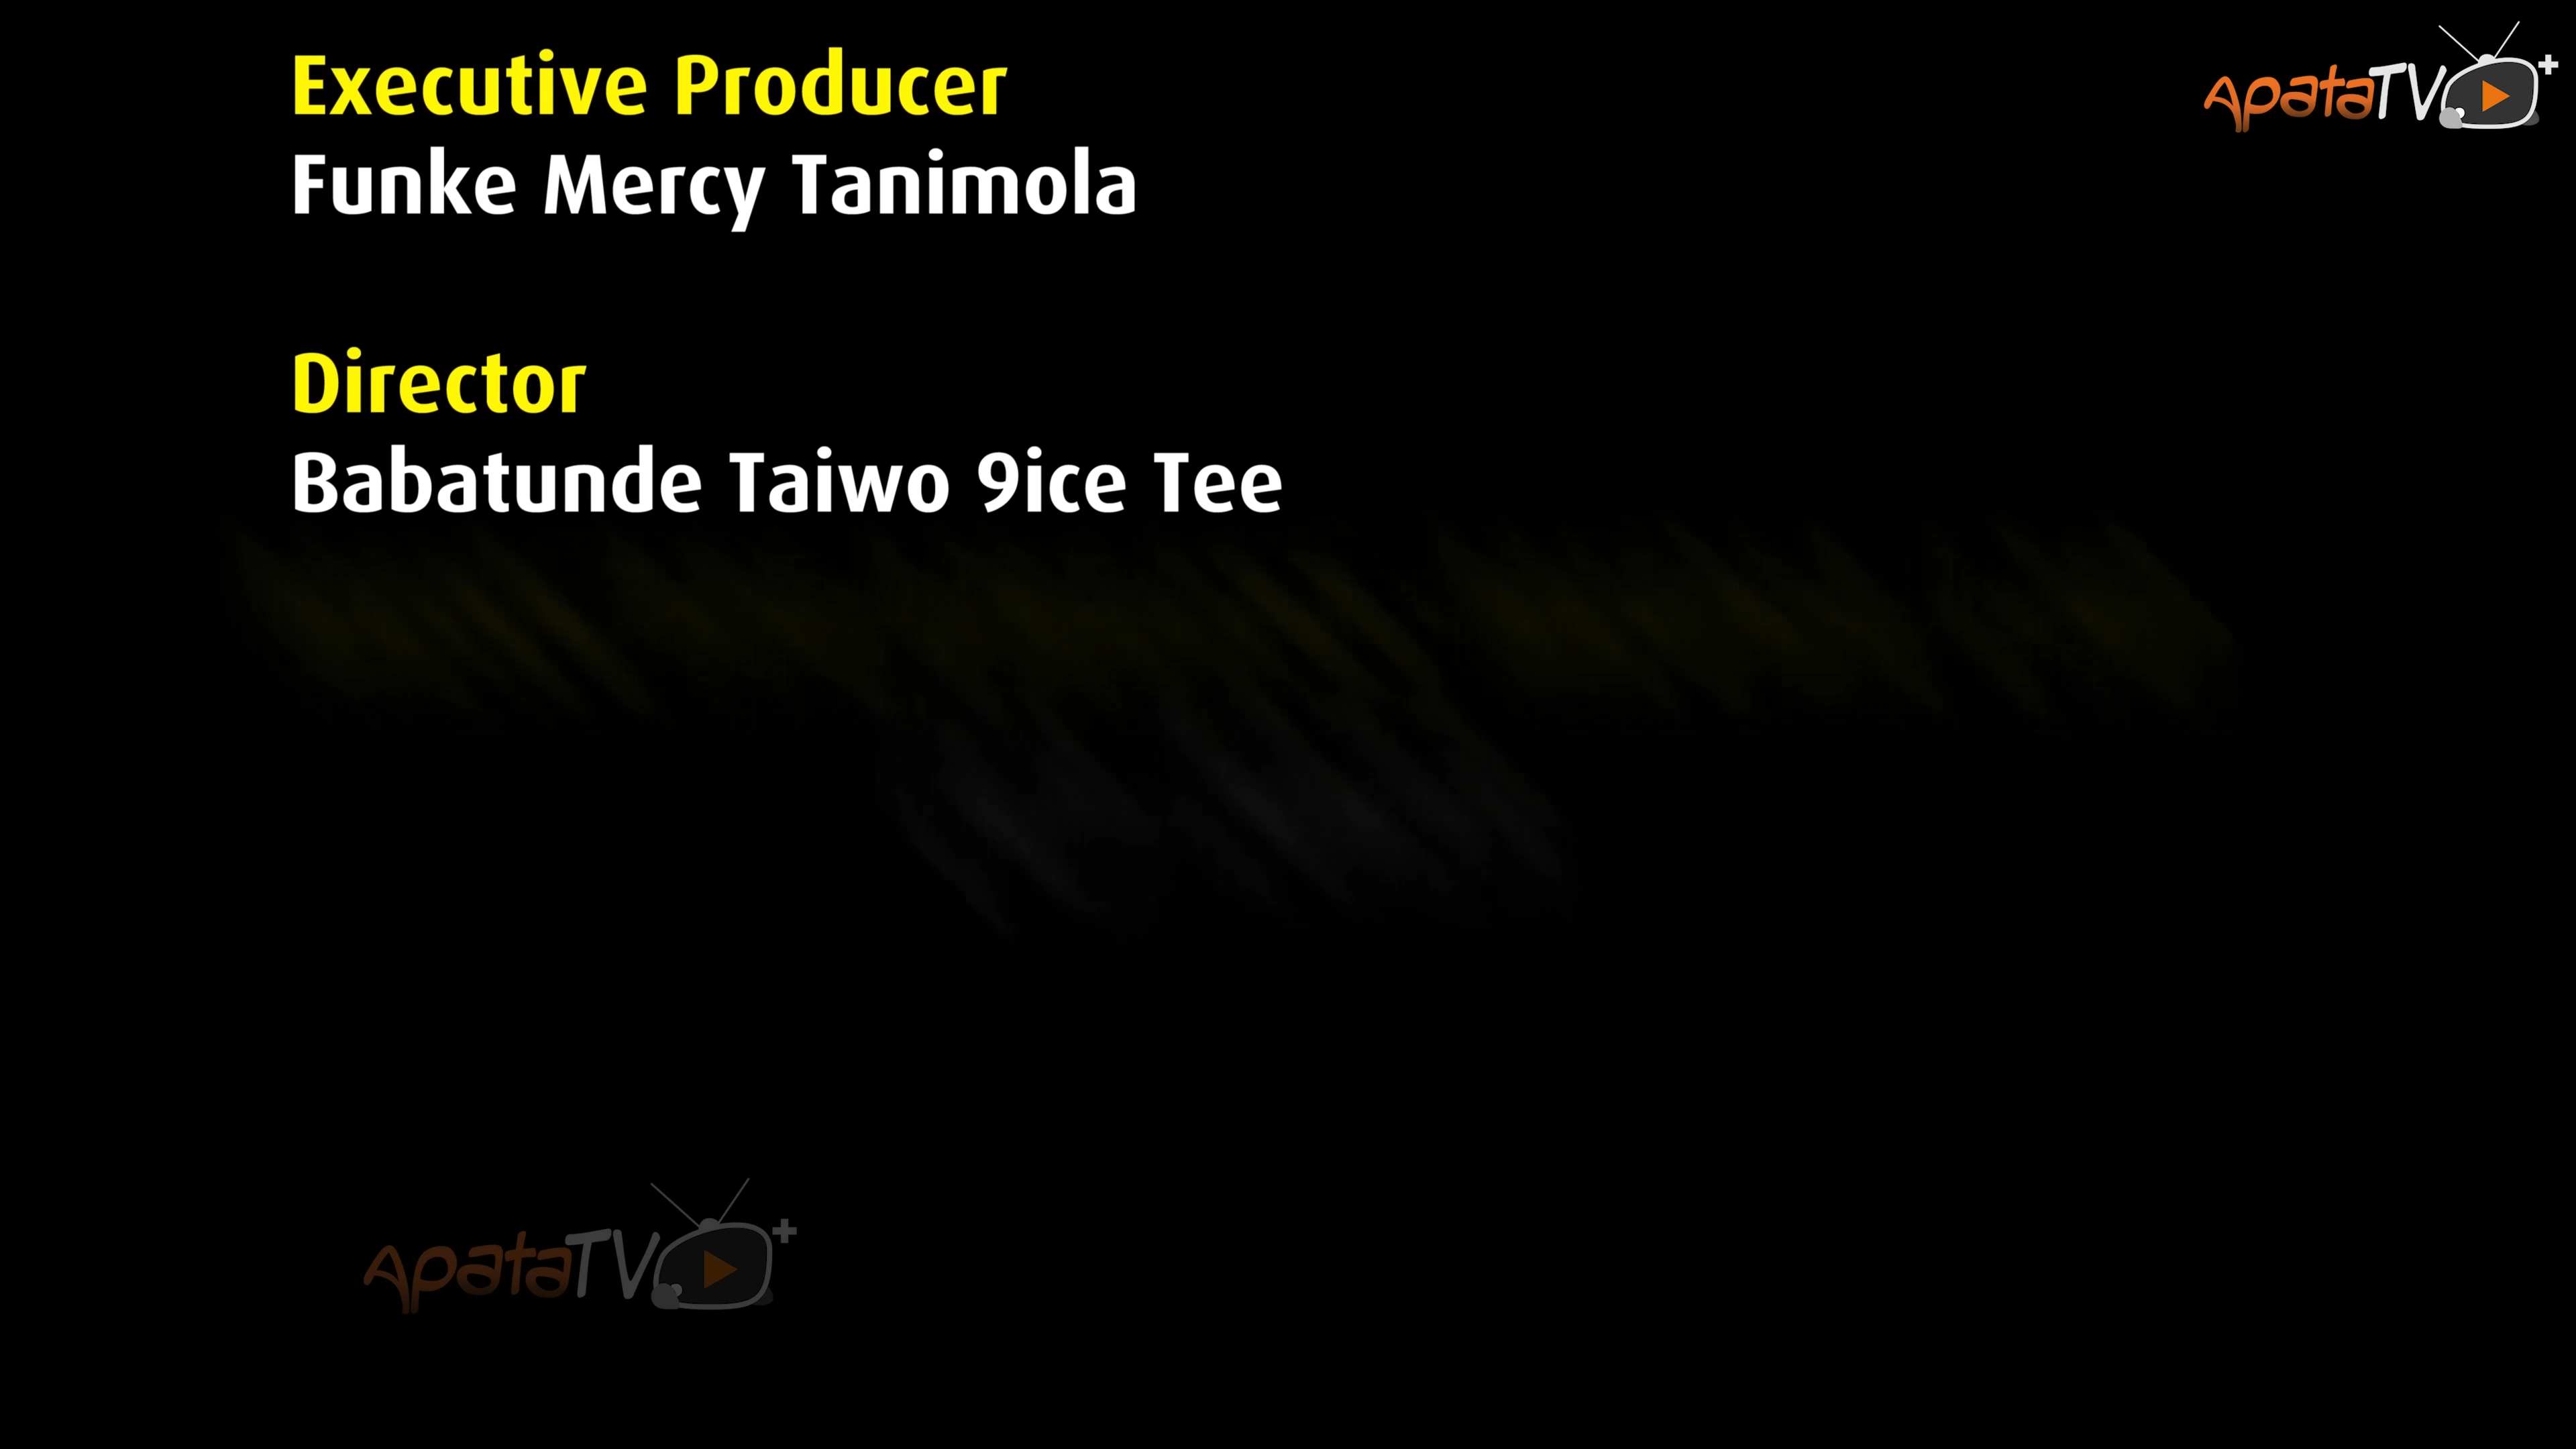 Executive Producer
Funke Mercy Tanimola
Director
Babatunde Taiwo 9ice Tee
ApataTV+
ApataTV+